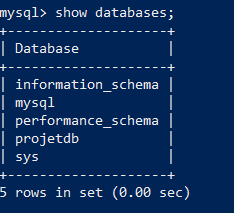 mysql> show databases;
+--------------------+
| Database           |
+--------------------+
| information_schema |
| mysql              |
| performance_schema |
| projetdb           |
| sys                |
+--------------------+
5 rows in set (0.00 sec)